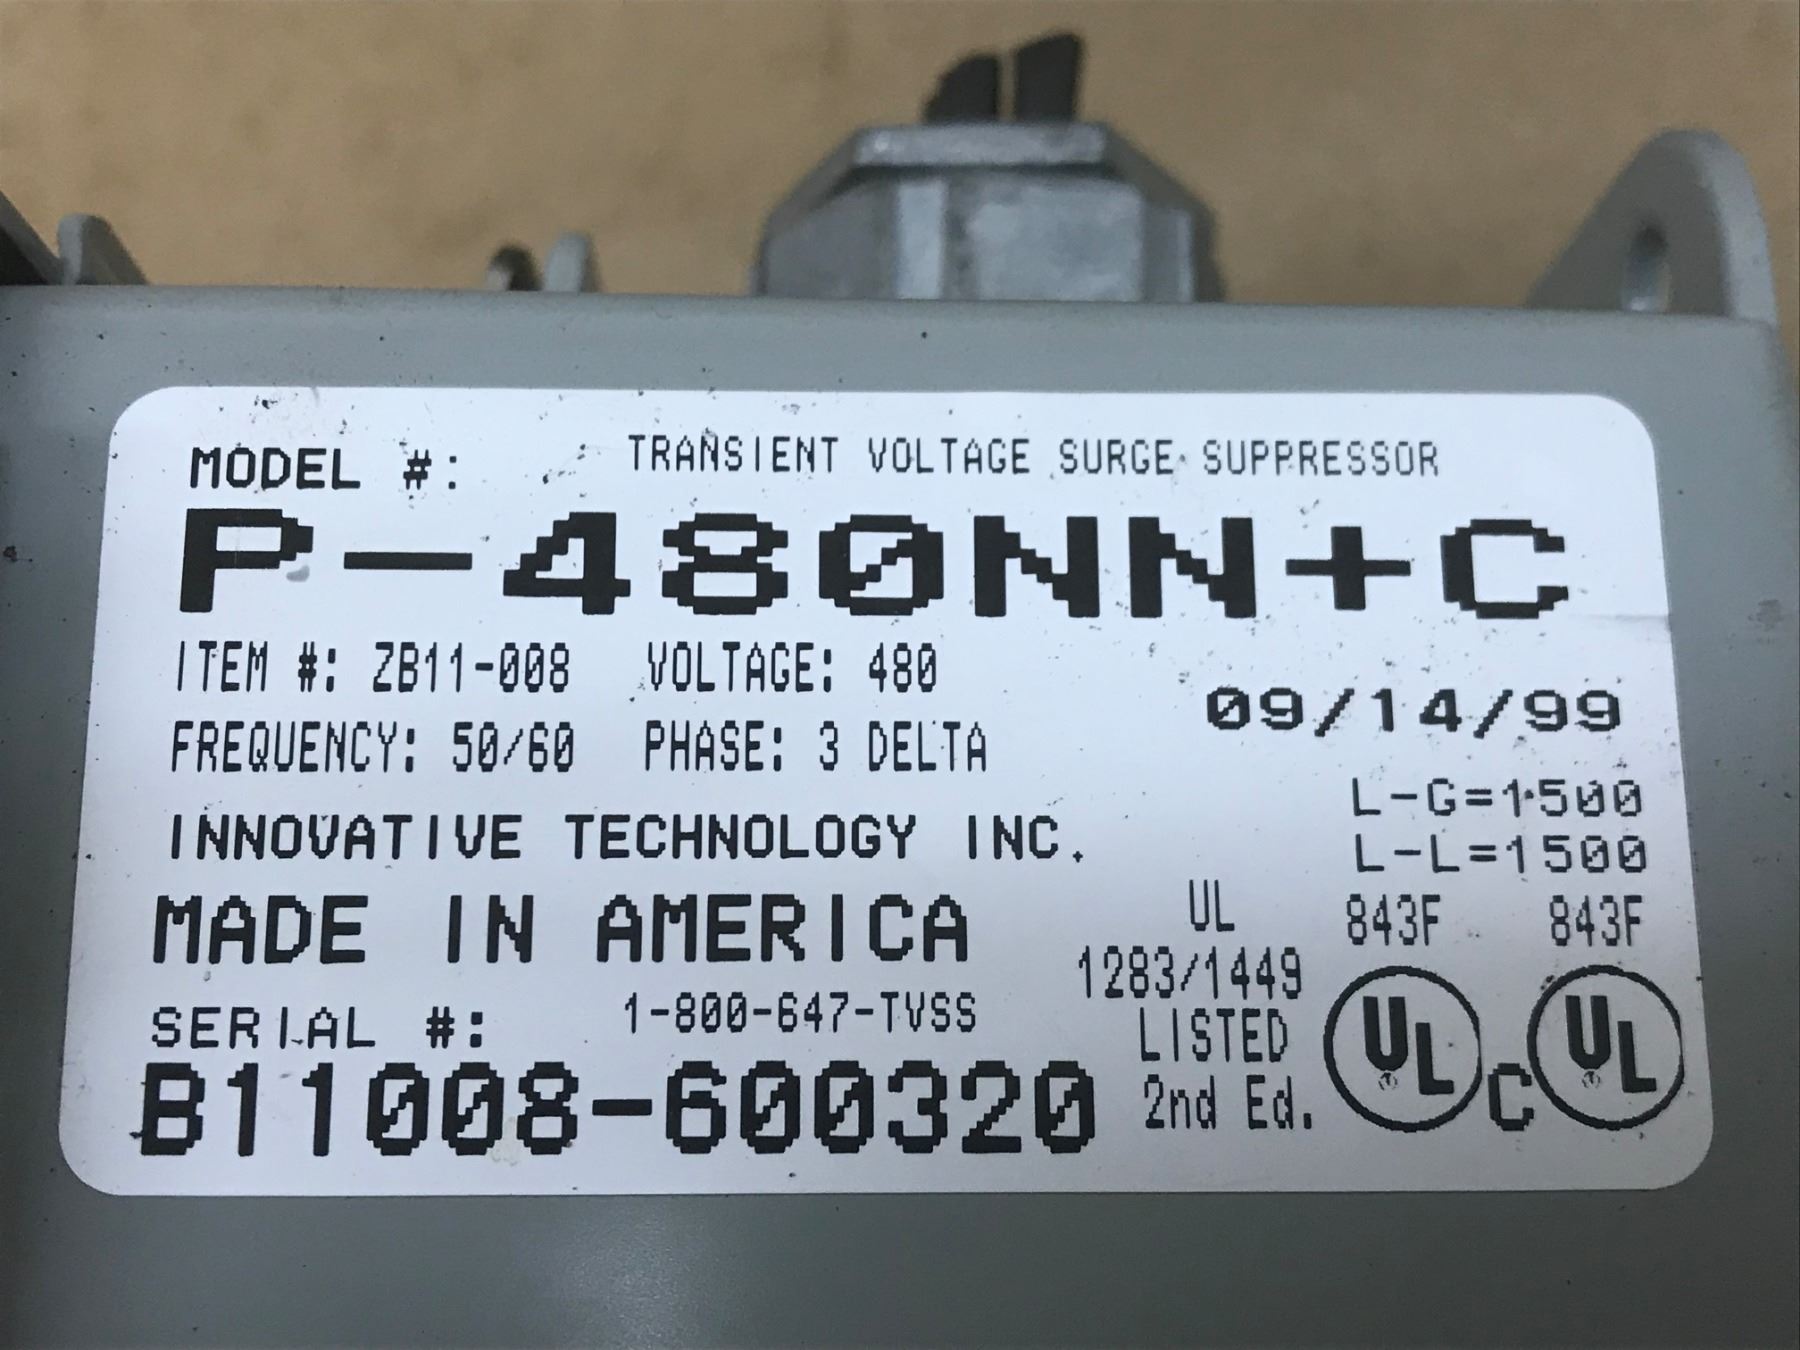 MODEL #: TRANSIENT VOLTAGE SURGE SUPPRESSOR
P-480NN+C
ITEM #: ZB11-008 VOLTAGE: 480
09/14/99
FREQUENCY: 50/60 PHASE: 3 DELTA
L-G=1500
INNOVATIVE TECHNOLOGY INC.
L-L=1500
MADE IN AMERICA
UL 843F 843F
1283/1449
SERIAL #: 1-800-647-TVSS
LISTED UL C UL
B11008-600320
2nd Ed.